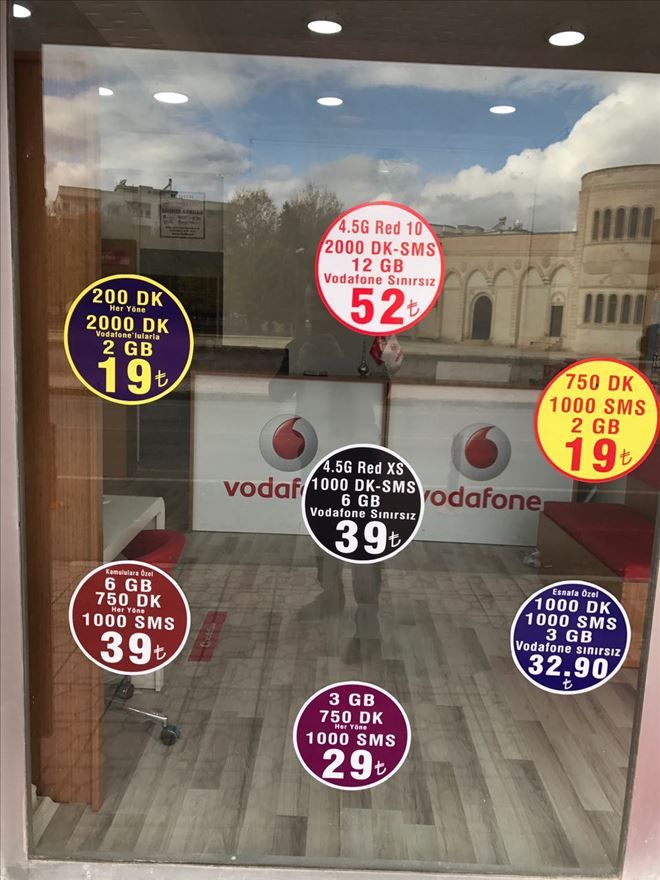 4.5G Red 10
2000 DK-SMS
12 GB
Vodafone Sınırsız
52₺
200 DK
Her Yöne
2000 DK
Vodafone'lularla
2 GB
19₺
750 DK
1000 SMS
2 GB
19₺
vodaf
vodafone
4.5G Red XS
1000 DK-SMS
6 GB
Vodafone Sınırsız
39₺
Kamululara Özel
6 GB
750 DK
Her Yöne
1000 SMS
39₺
Esnafa Özel
1000 DK
1000 SMS
3 GB
Vodafone sınırsız
32.90
₺
3 GB
750 DK
Her Yöne
1000 SMS
29₺